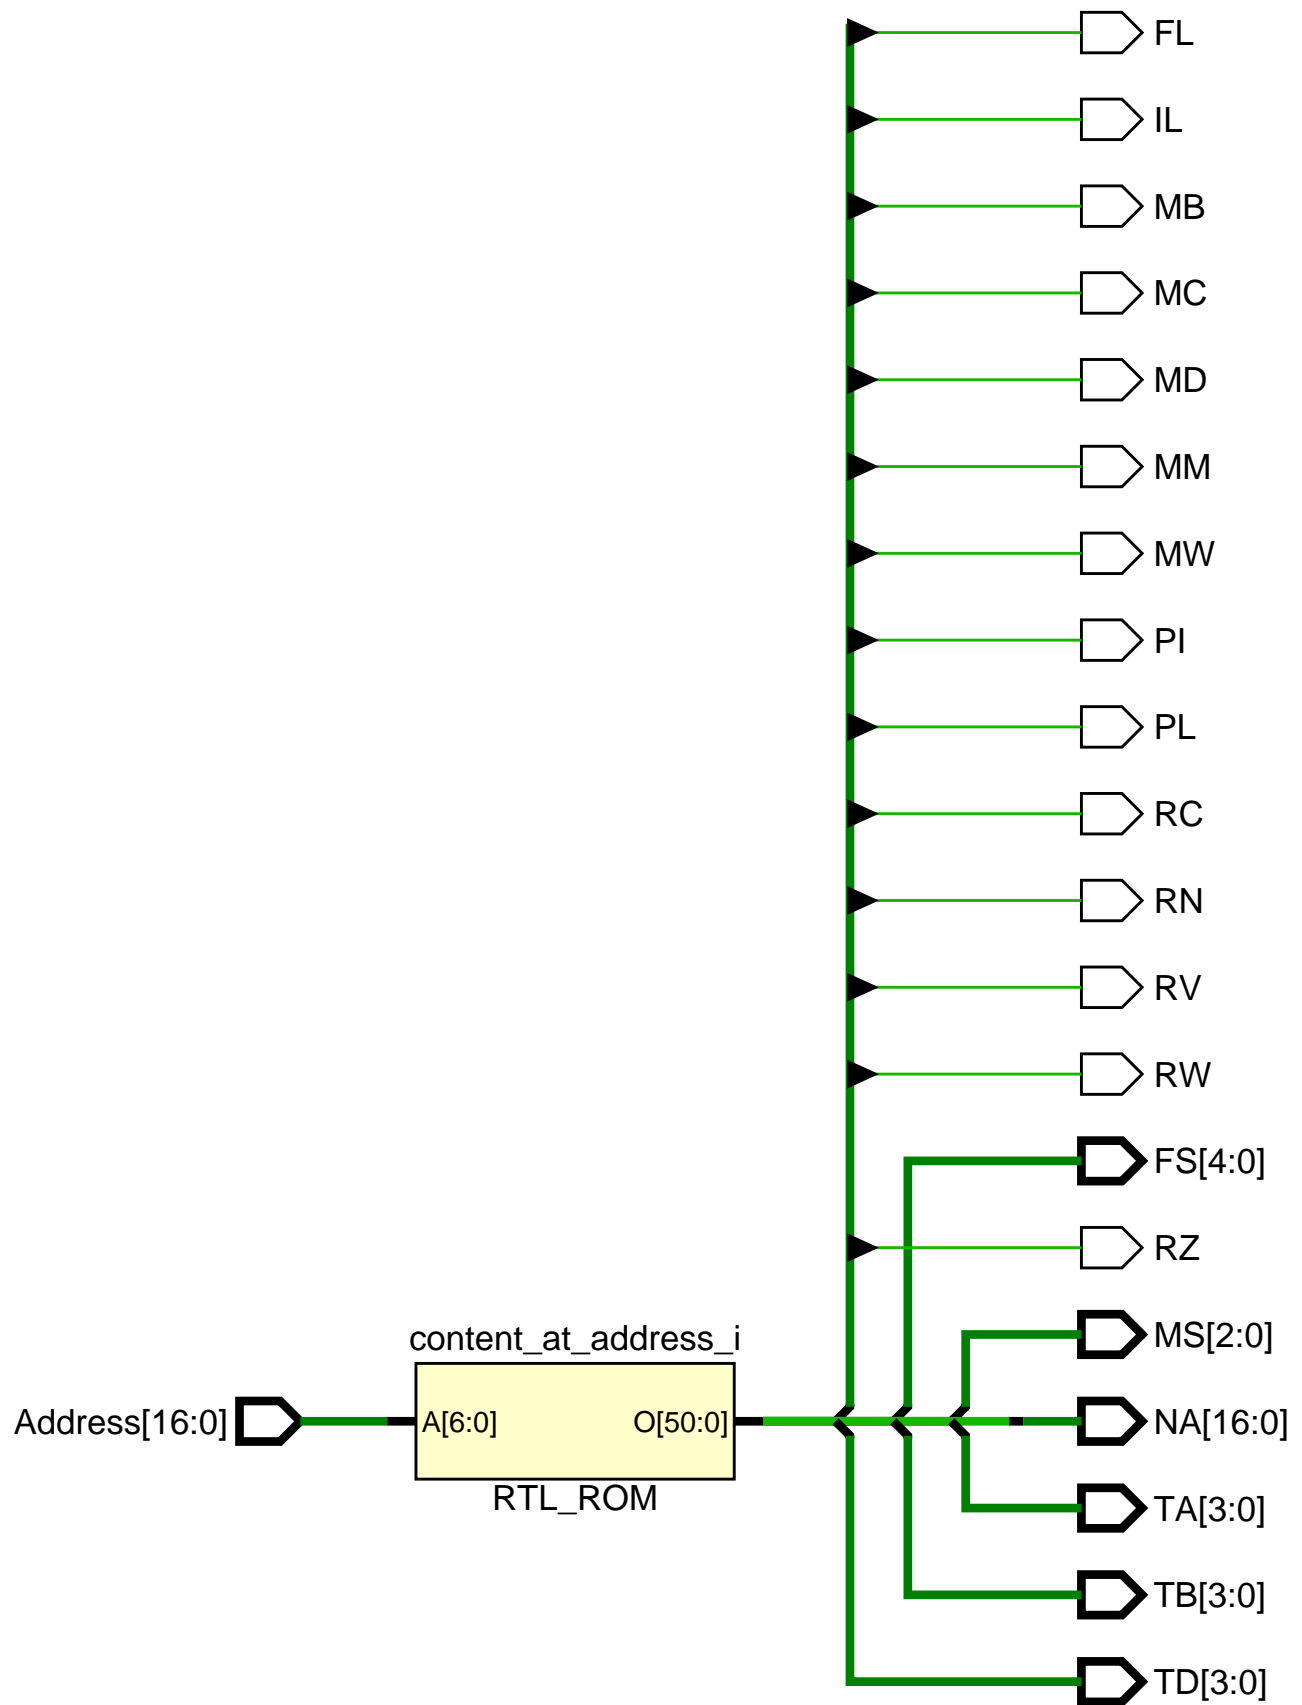 FL
IL
MB
MC
MD
MM
MW
PI
PL
RC
RN
RV
RW
FS[4:0]
RZ
content_at_address_i
MS[2:0]
Address[16:0]
A[6:0]
O[50:0]
NA[16:0]
RTL_ROM
TA[3:0]
TB[3:0]
TD[3:0]